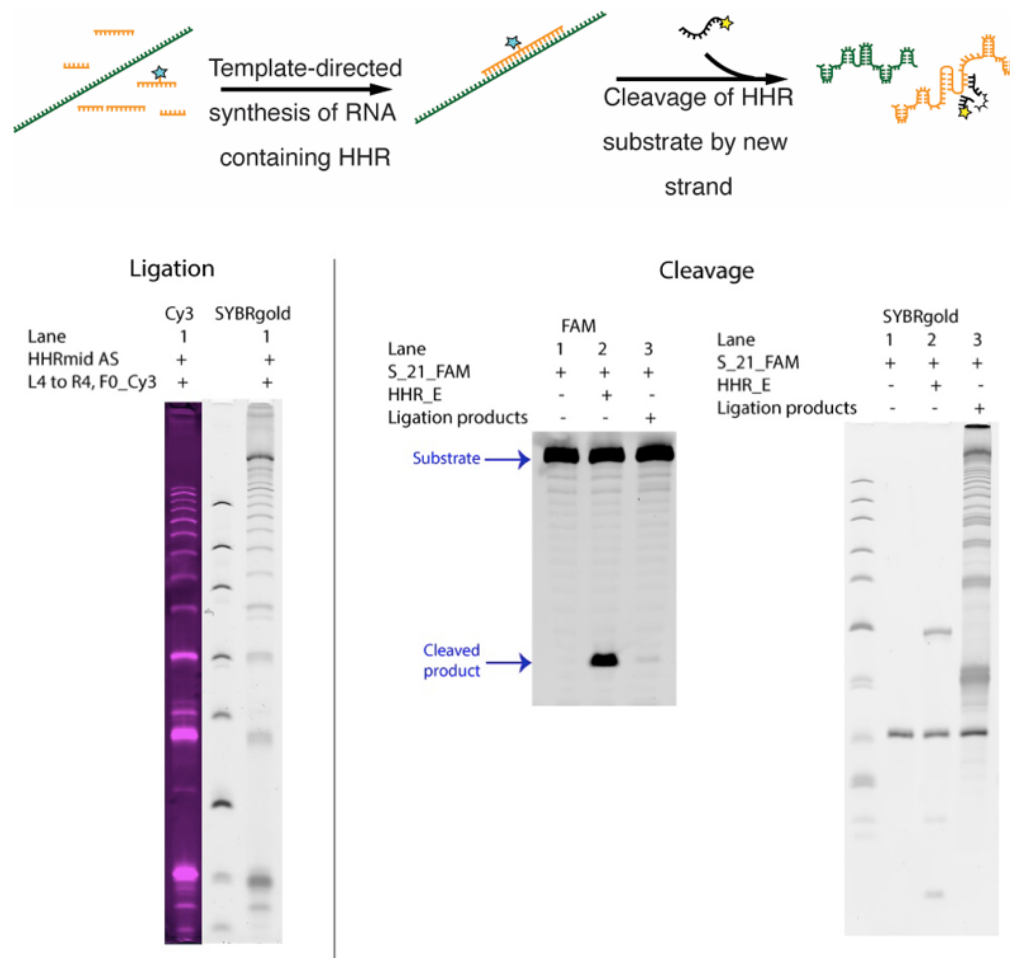 Template-directed
synthesis of RNA
containing HHR
Cleavage of HHR
substrate by new
strand
Ligation
Cy3 SYBRgold
Lane 1 1
HHRmid AS + +
L4 to R4, F0_Cy3 + +
Cleavage
FAM
Lane 1 2 3
S_21_FAM + + +
HHR_E - + -
Ligation products - - +
Substrate
Cleaved
product
SYBRgold
Lane 1 2 3
S_21_FAM + + +
HHR_E - + -
Ligation products - - +